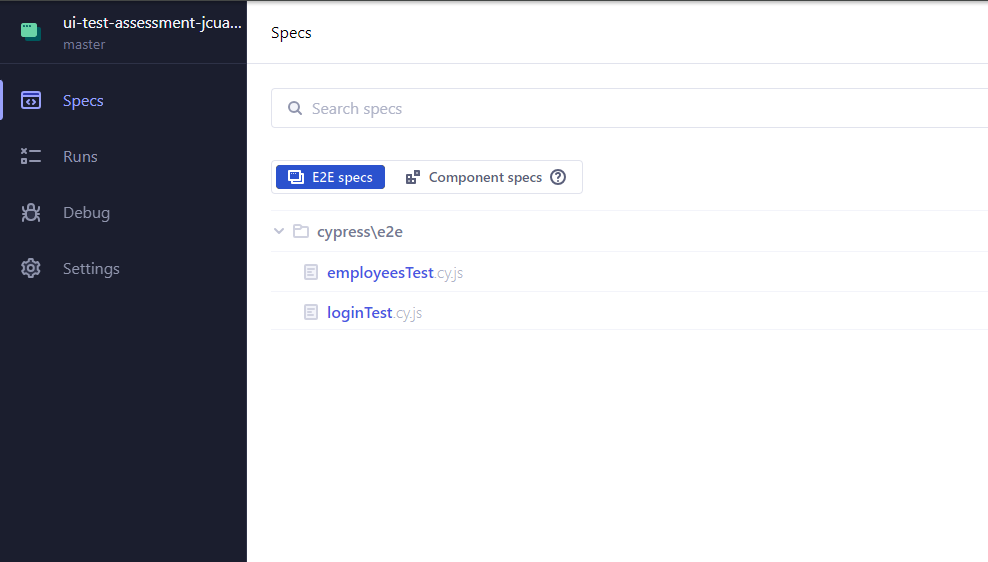 ui-test-assessment-jcua...
master
Specs
Runs
Debug
Settings
Specs
Search specs
E2E specs
Component specs
cypress\e2e
employeesTest.cy.js
loginTest.cy.js